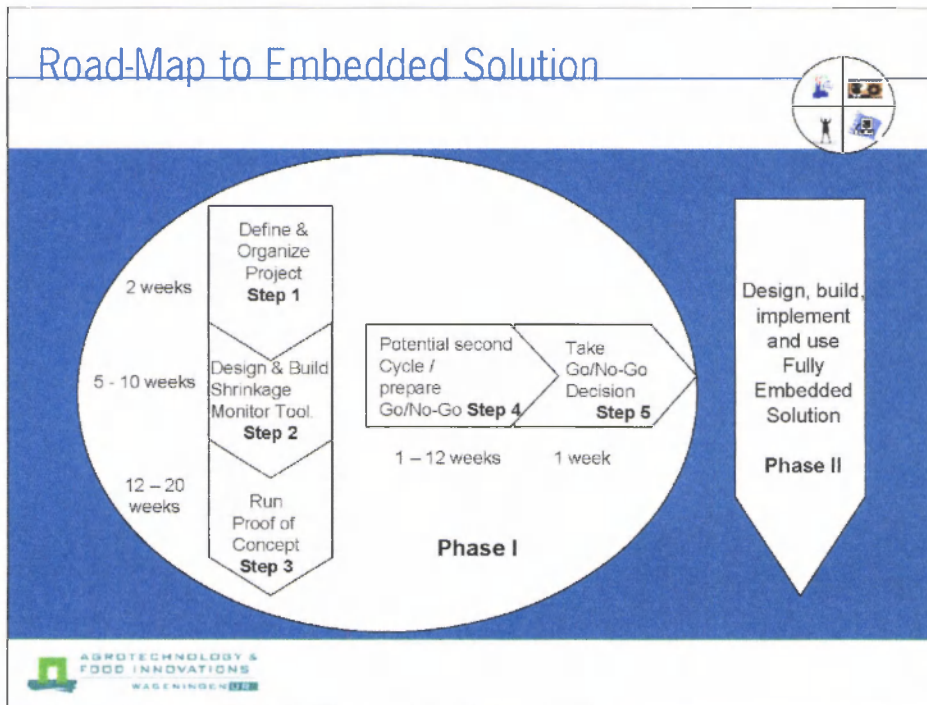 Road-Map to Embedded Solution
2 weeks
Define &
Organize
Project
Step 1
5 - 10 weeks
Design & Build
Shrinkage
Monitor Tool.
Step 2
12 – 20
weeks
Run
Proof of
Concept
Step 3
Potential second
Cycle /
prepare
Go/No-Go Step 4
1 – 12 weeks
Take
Go/No-Go
Decision
Step 5
1 week
Phase I
Design, build,
implement
and use
Fully
Embedded
Solution
Phase II
AGROTECHNOLOGY &
FOOD INNOVATIONS
WAGENINGEN UR